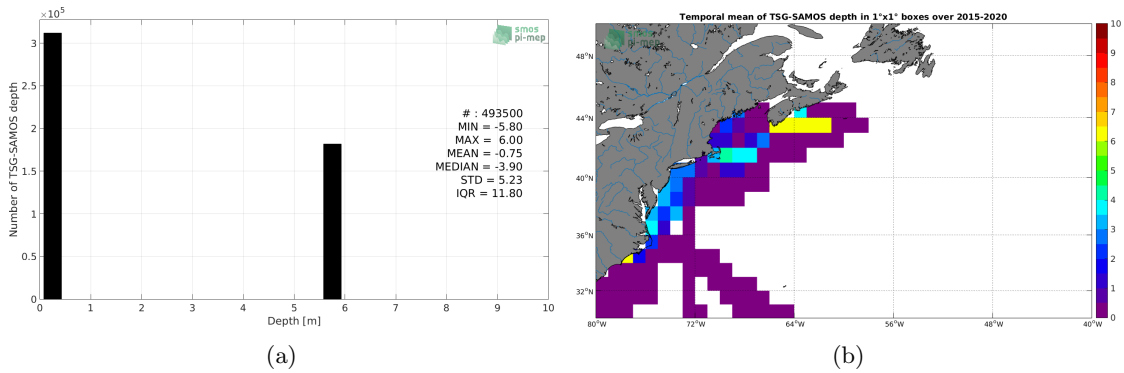 ×10⁵
3
2.5
2
1.5
1
0.5
0
Number of TSG-SAMOS depth
0 1 2 3 4 5 6 7 8 9 10
Depth [m]
smos
pi-mep
# : 493500
MIN = -5.80
MAX = 6.00
MEAN = -0.75
MEDIAN = -3.90
STD = 5.23
IQR = 11.80
(a)
Temporal mean of TSG-SAMOS depth in 1°x1° boxes over 2015-2020
smos
pi-mep
48°N
44°N
40°N
36°N
32°N
80°W 72°W 64°W 56°W 48°W 40°W
10
9
8
7
6
5
4
3
2
1
0
(b)